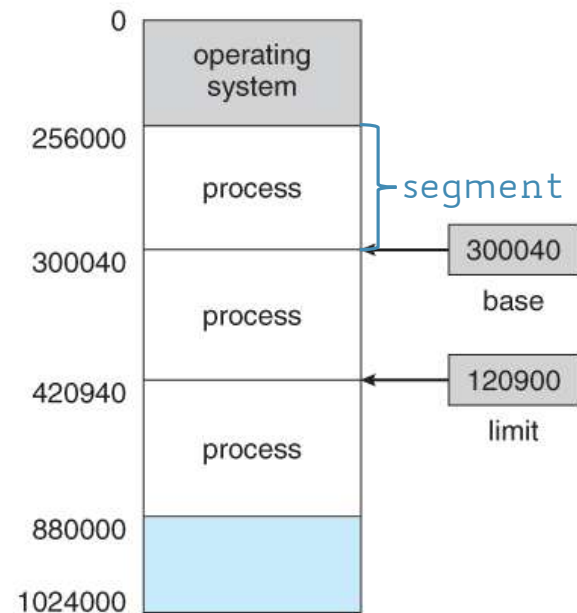 0
operating
system
256000
process
segment
300040
300040
base
process
420940
120900
limit
process
880000
1024000